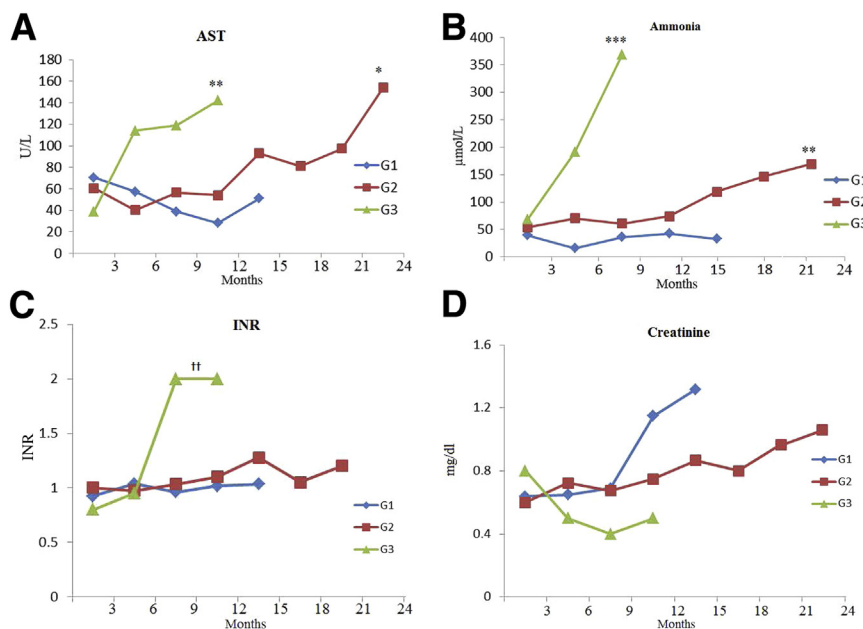 A
AST
180
160
140
120
100
80
60
40
20
0
U/L
**
*
G1
G2
G3
3 6 9 12 15 18 21 24
Months
B
Ammonia
400
350
300
250
200
150
100
50
0
μmol/L
***
**
G1
G2
G3
3 6 9 12 15 18 21 24
Months
C
INR
2.5
2
1.5
1
0.5
0
INR
††
G1
G2
G3
3 6 9 12 15 18 21 24
Months
D
Creatinine
1.6
1.2
0.8
0.4
0
mg/dl
G1
G2
G3
3 6 9 12 15 18 21 24
Months